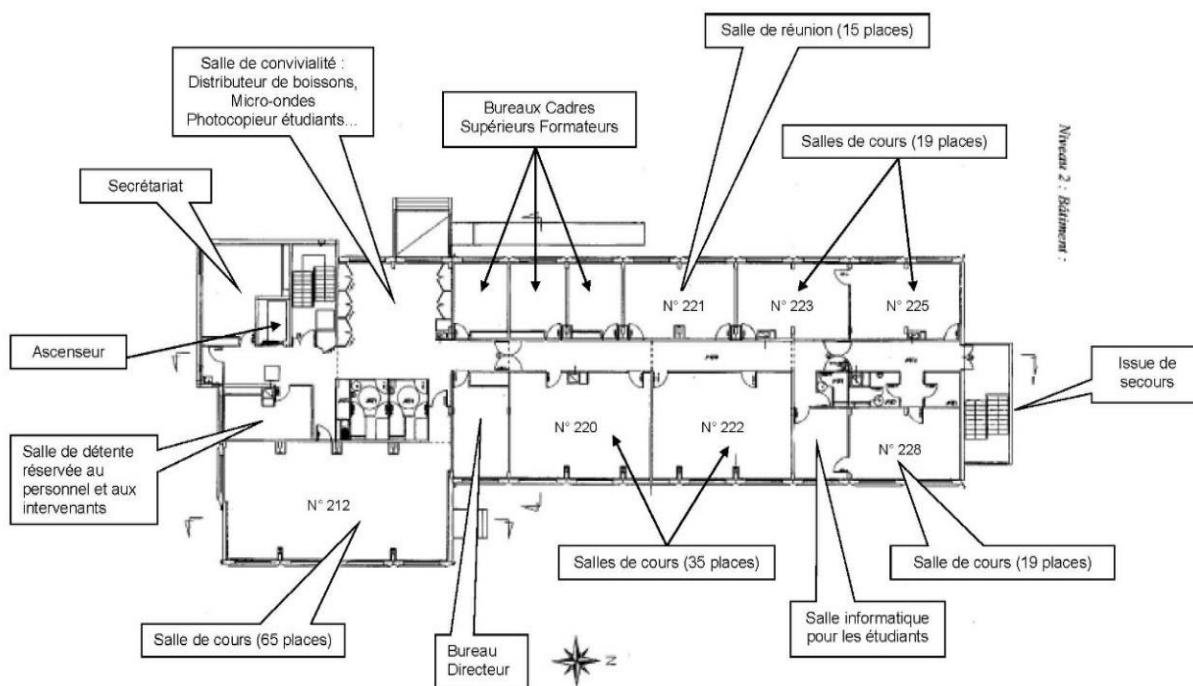 Salle de réunion (15 places)
Salle de convivialité :
Distributeur de boissons,
Micro-ondes
Photocopieur étudiants...
Bureaux Cadres
Supérieurs Formateurs
Salles de cours (19 places)
Niveau 2 : Bâtiment :
Secrétariat
N° 221
N° 223
N° 225
Ascenseur
Issue de
secours
N° 220
N° 222
N° 228
Salle de détente
réservée au
personnel et aux
intervenants
N° 212
Salles de cours (35 places)
Salle de cours (19 places)
Salle de cours (65 places)
Bureau
Directeur
N
Salle informatique
pour les étudiants